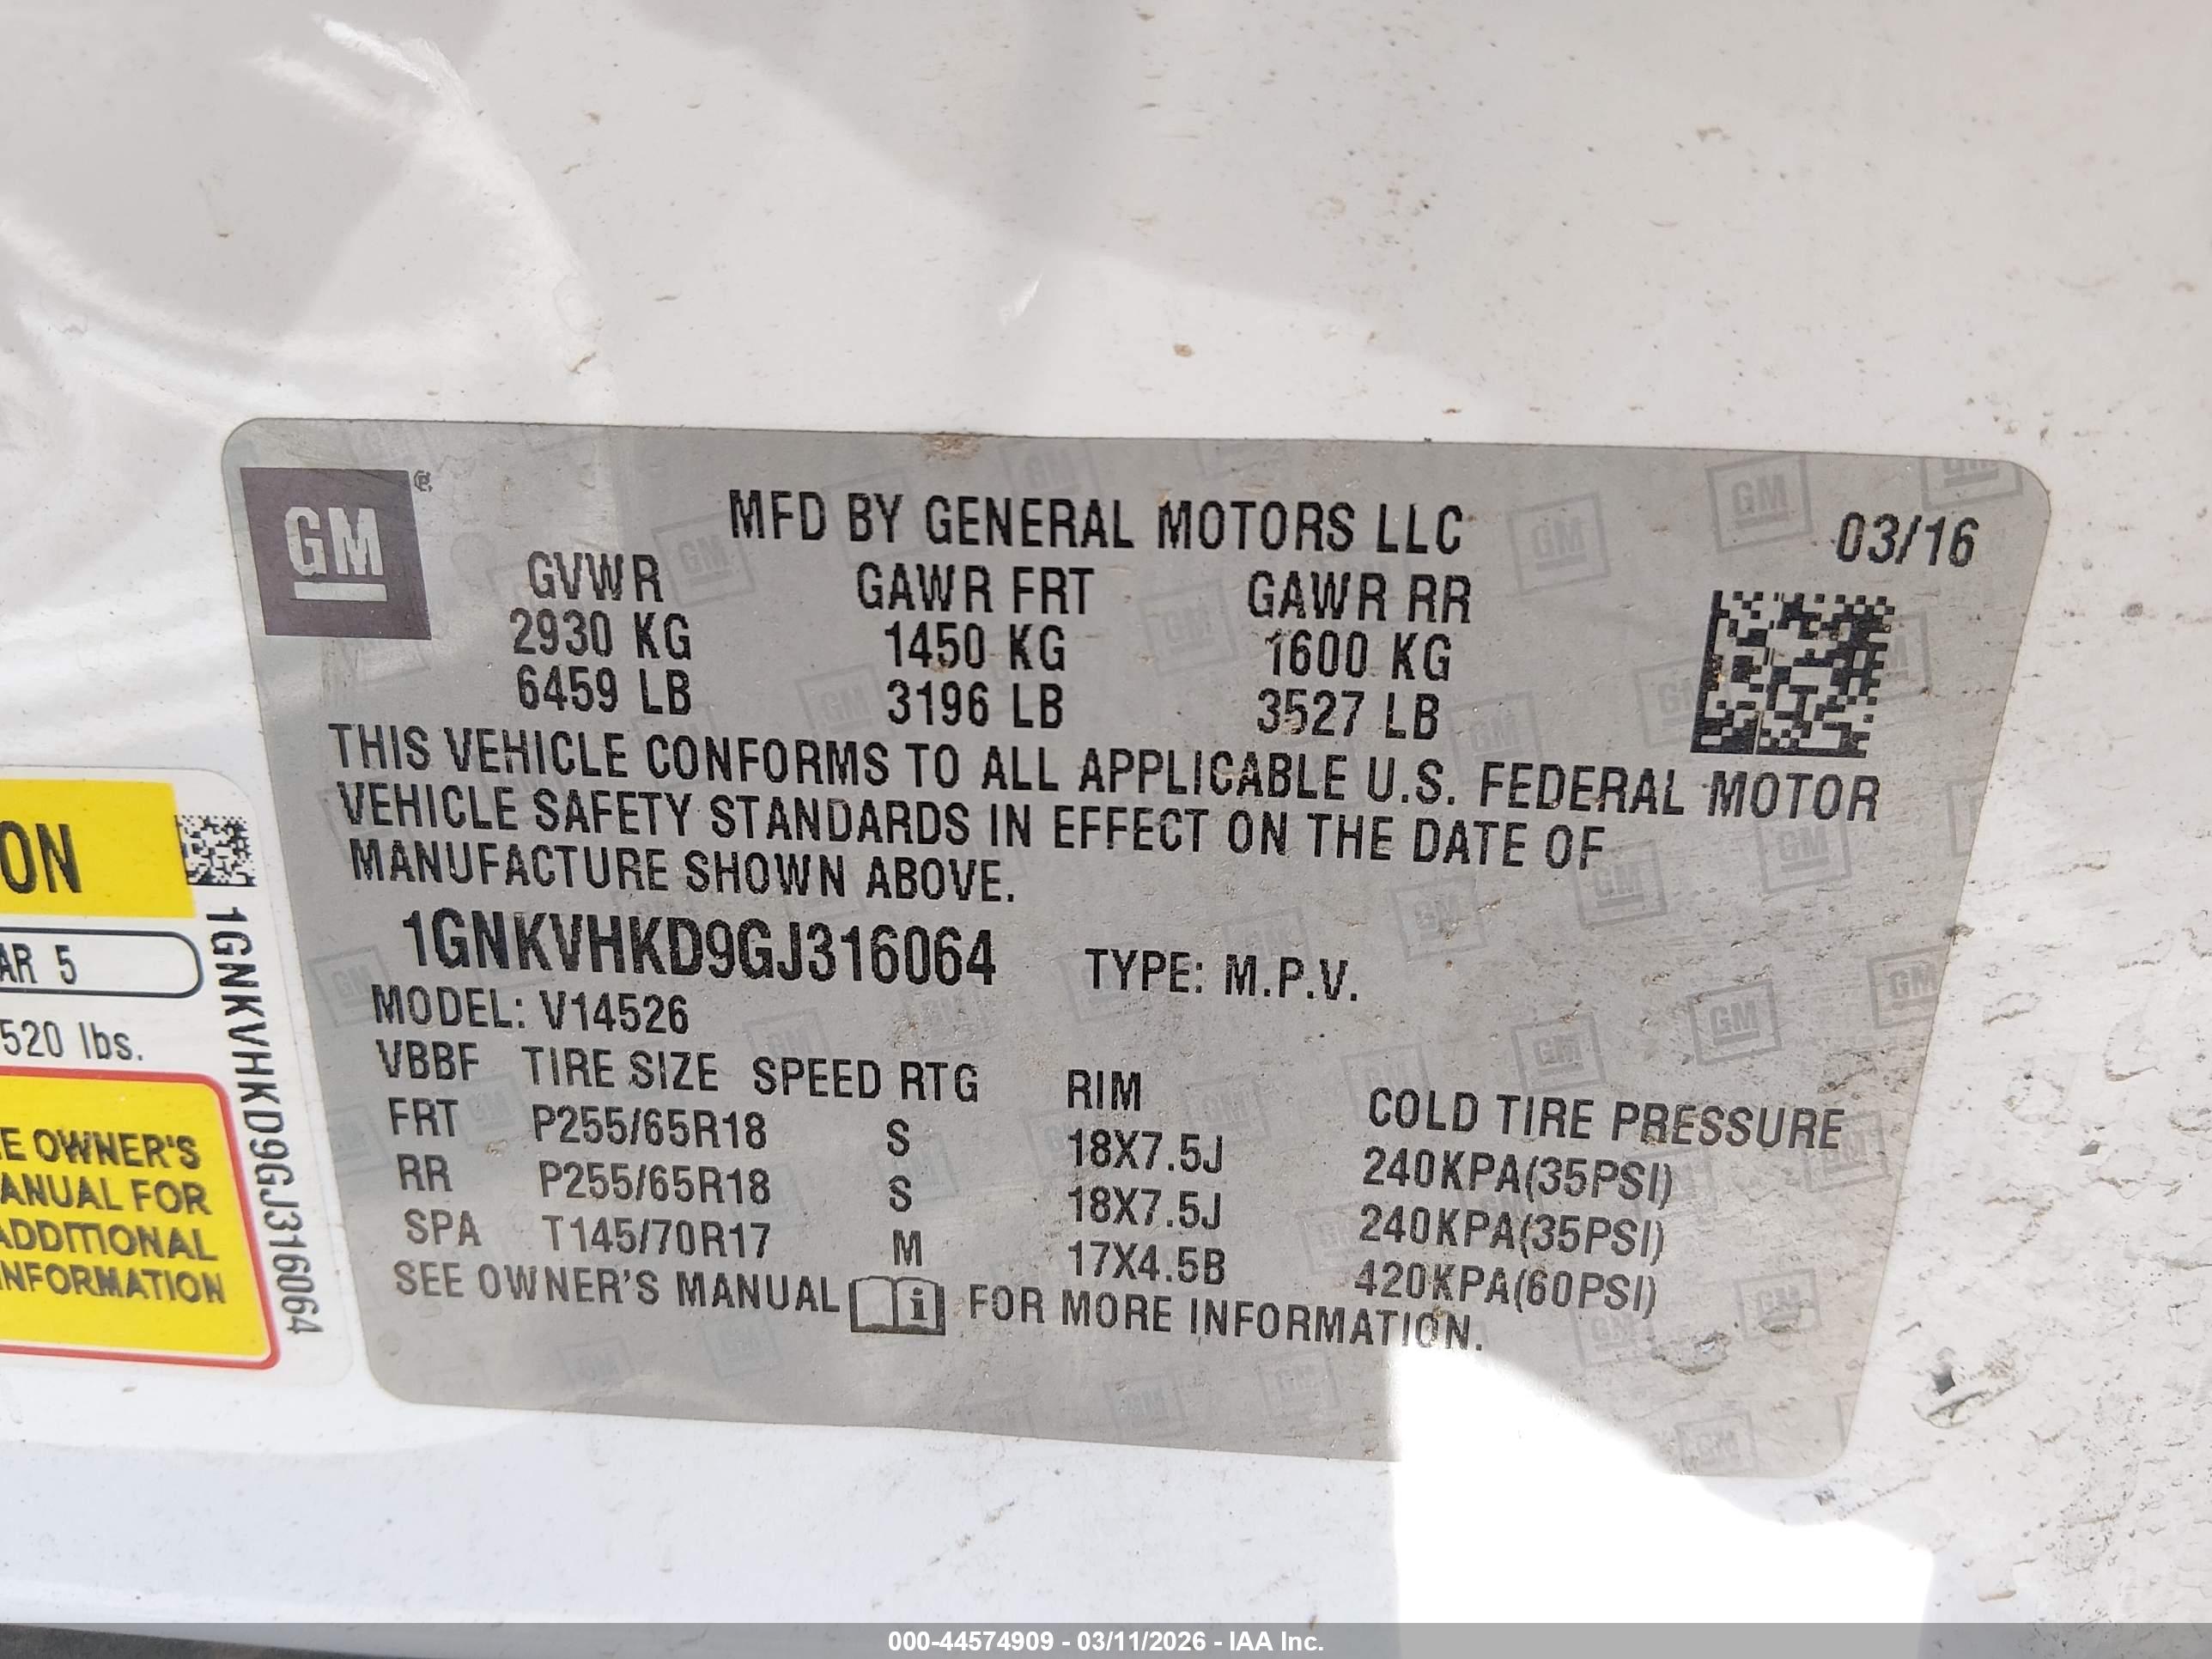 GM
MFD BY GENERAL MOTORS LLC
03/16
GVWR GAWR FRT GAWR RR
2930 KG 1450 KG 1600 KG
6459 LB 3196 LB 3527 LB
THIS VEHICLE CONFORMS TO ALL APPLICABLE U.S. FEDERAL MOTOR
VEHICLE SAFETY STANDARDS IN EFFECT ON THE DATE OF
MANUFACTURE SHOWN ABOVE.
1GNKVHKD9GJ316064 TYPE: M.P.V.
MODEL: V14526
VBBF TIRE SIZE SPEED RTG RIM COLD TIRE PRESSURE
FRT P255/65R18 S 18X7.5J 240KPA(35PSI)
RR P255/65R18 S 18X7.5J 240KPA(35PSI)
SPA T145/70R17 M 17X4.5B 420KPA(60PSI)
SEE OWNER'S MANUAL i FOR MORE INFORMATION.
ON
AR 5
520 lbs.
E OWNER'S
ANUAL FOR
ADDITIONAL
NFORMATION
1GNKVHKD9GJ316064
000-44574909 - 03/11/2026 - IAA Inc.